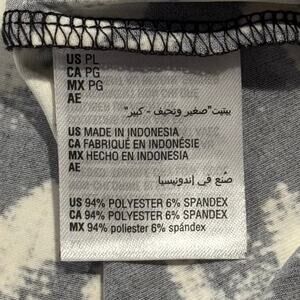 US PL
CA PG
MX PG
AE
بيتيت"صغير ونحيف - كبير"
US MADE IN INDONESIA
CA FABRIQUÉ EN INDONÉSIE
MX HECHO EN INDONESIA
AE
صُنع في إندونيسيا
US 94% POLYESTER 6% SPANDEX
CA 94% POLYESTER 6% SPANDEX
MX 94% poliester 6% spándex